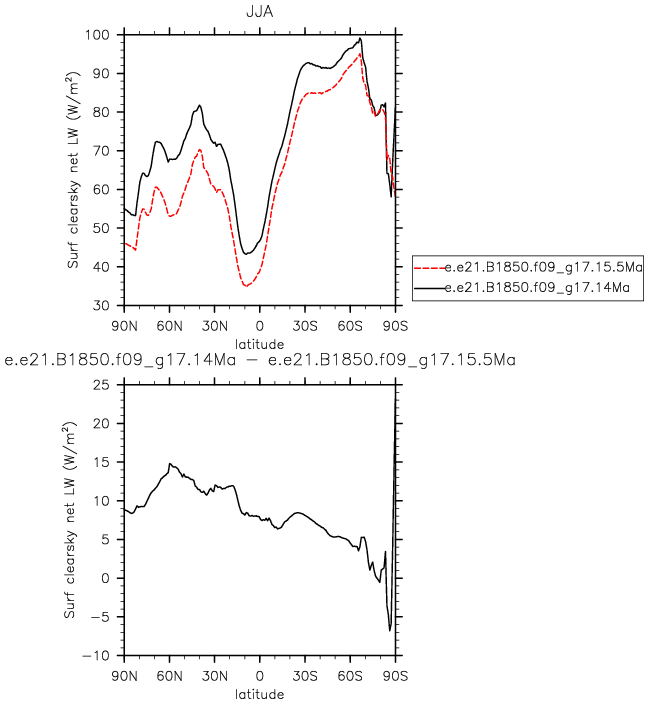 JJA
Surf clearsky net LW (W/m²)
100
90
80
70
60
50
40
30
90N 60N 30N 0 30S 60S 90S
latitude
e.e21.B1850.f09_g17.15.5Ma
e.e21.B1850.f09_g17.14Ma
e.e21.B1850.f09_g17.14Ma − e.e21.B1850.f09_g17.15.5Ma
Surf clearsky net LW (W/m²)
25
20
15
10
5
0
−5
−10
90N 60N 30N 0 30S 60S 90S
latitude